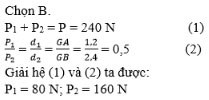 Chọn B.
P₁ + P₂ = P = 240 N (1)
P₁/P₂ = d₁/d₂ = GA/GB = 1.2/2.4 = 0,5 (2)
Giải hệ (1) và (2) ta được:
P₁ = 80 N; P₂ = 160 N